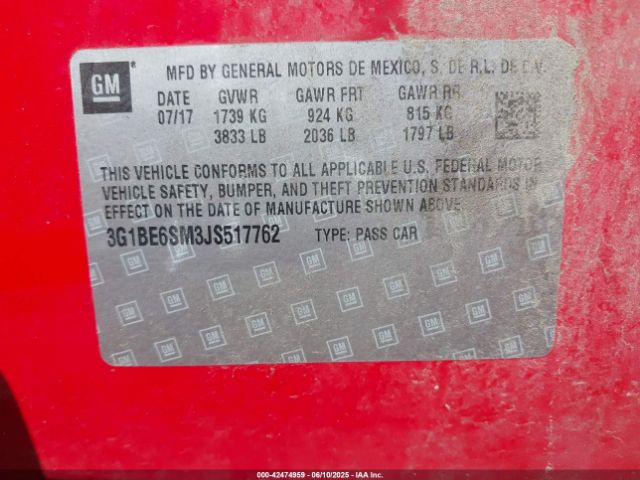 GM
MFD BY GENERAL MOTORS DE MEXICO, S. DE R.L. DE C.V.
DATE GVWR GAWR FRT GAWR RR
07/17 1739 KG 924 KG 815 KG
3833 LB 2036 LB 1797 LB
THIS VEHICLE CONFORMS TO ALL APPLICABLE U.S. FEDERAL MOTOR
VEHICLE SAFETY, BUMPER, AND THEFT PREVENTION STANDARDS IN
EFFECT ON THE DATE OF MANUFACTURE SHOWN ABOVE.
3G1BE6SM3JS517762 TYPE: PASS CAR
000-42474959 - 06/10/2025 - IAA Inc.